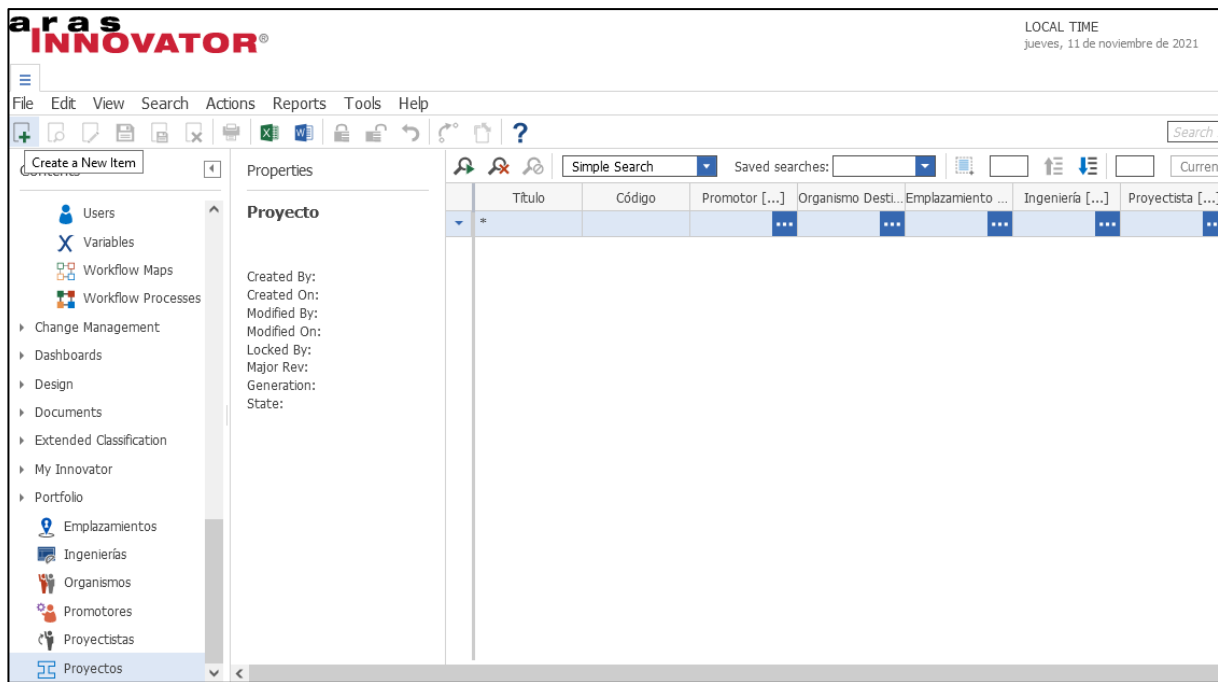 aras
INNOVATOR®
LOCAL TIME
jueves, 11 de noviembre de 2021
File Edit View Search Actions Reports Tools Help
Search
Create a New Item
Contents
Users
Variables
Workflow Maps
Workflow Processes
Change Management
Dashboards
Design
Documents
Extended Classification
My Innovator
Portfolio
Emplazamientos
Ingenierías
Organismos
Promotores
Proyectistas
Proyectos
Properties
Proyecto
Created By:
Created On:
Modified By:
Modified On:
Locked By:
Major Rev:
Generation:
State:
Simple Search Saved searches: Curren
Título Código Promotor [...] Organismo Desti... Emplazamiento ... Ingeniería [...] Proyectista [...]
*